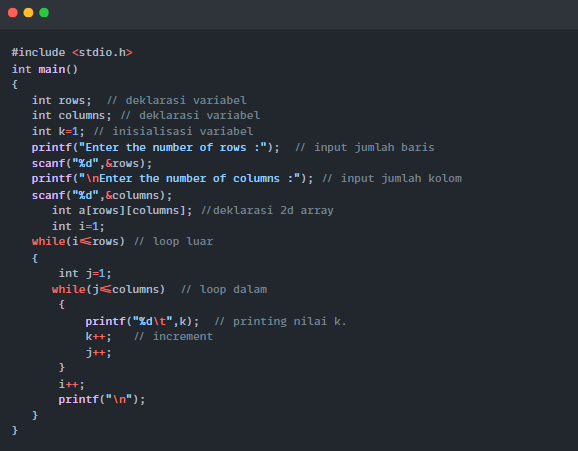 #include <stdio.h>
int main()
{
   int rows;  // deklarasi variabel
   int columns; // deklarasi variabel
   int k=1; // inisialisasi variabel
   printf("Enter the number of rows :");  // input jumlah baris
   scanf("%d",&rows);
   printf("\nEnter the number of columns :"); // input jumlah kolom
   scanf("%d",&columns);
      int a[rows][columns]; //deklarasi 2d array
      int i=1;
   while(i<=rows) // loop luar
   {
       int j=1;
      while(j<=columns)  // loop dalam
       {
           printf("%d\t",k);  // printing nilai k.
           k++;   // increment
           j++;
       }
       i++;
       printf("\n");
   }
}